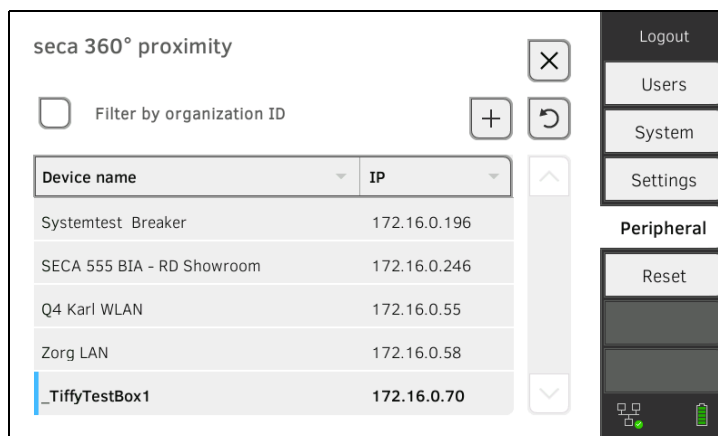 seca 360° proximity
Filter by organization ID
Device name IP
Systemtest Breaker 172.16.0.196
SECA 555 BIA - RD Showroom 172.16.0.246
Q4 Karl WLAN 172.16.0.55
Zorg LAN 172.16.0.58
_TiffyTestBox1 172.16.0.70
Logout
Users
System
Settings
Peripheral
Reset